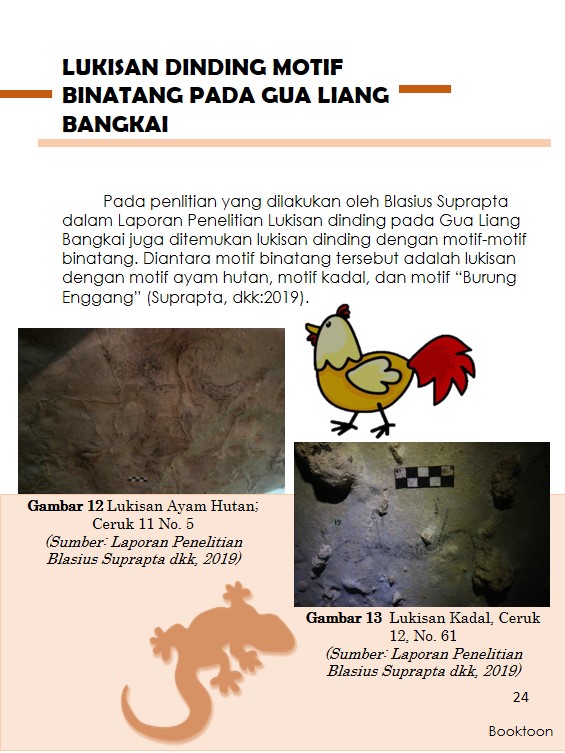 LUKISAN DINDING MOTIF
BINATANG PADA GUA LIANG
BANGKAI
Pada penlitian yang dilakukan oleh Blasius Suprapta
dalam Laporan Penelitian Lukisan dinding pada Gua Liang
Bangkai juga ditemukan lukisan dinding dengan motif-motif
binatang. Diantara motif binatang tersebut adalah lukisan
dengan motif ayam hutan, motif kadal, dan motif “Burung
Enggang” (Suprapta, dkk:2019).
Gambar 12 Lukisan Ayam Hutan;
Ceruk 11 No. 5
(Sumber: Laporan Penelitian
Blasius Suprapta dkk, 2019)
Gambar 13 Lukisan Kadal, Ceruk
12, No. 61
(Sumber: Laporan Penelitian
Blasius Suprapta dkk, 2019)
24
Booktoon